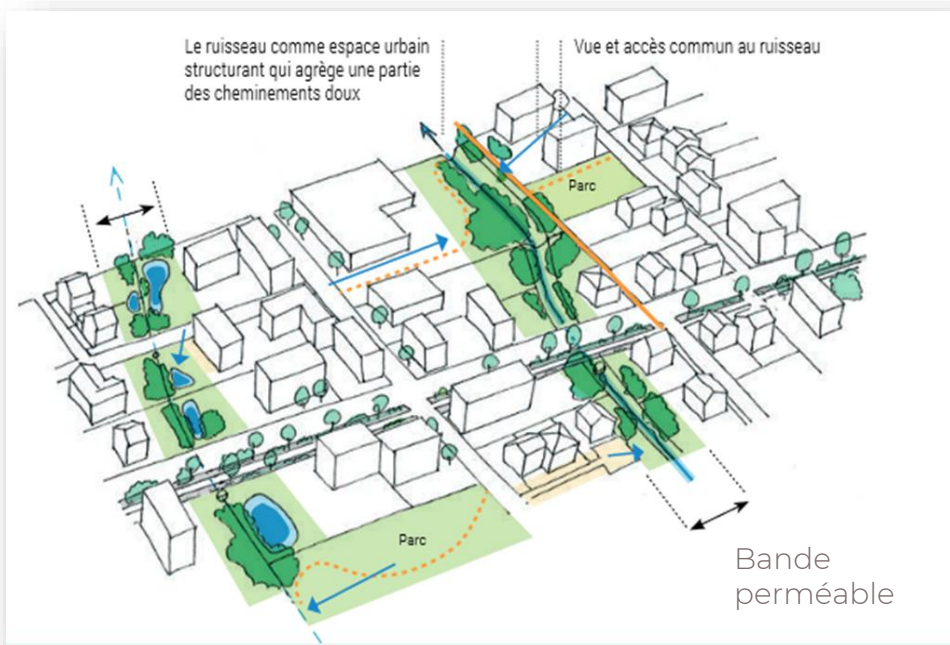 Le ruisseau comme espace urbain
structurant qui agrège une partie
des cheminements doux
Vue et accès commun au ruisseau
Parc
Parc
Bande
perméable